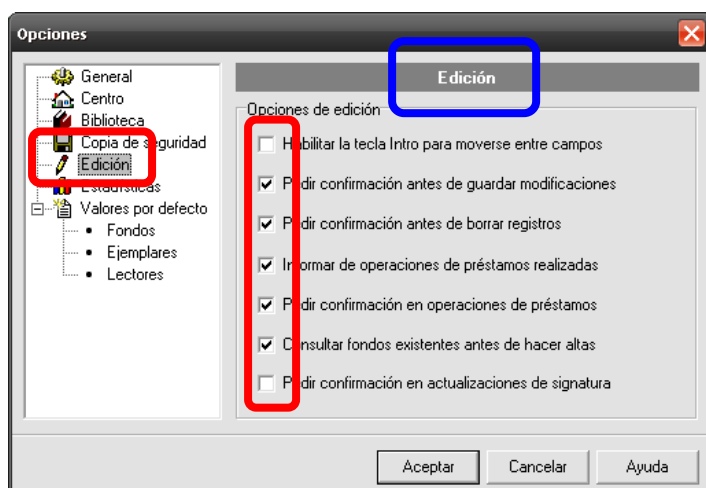 Opciones
General
Centro
Biblioteca
Copia de seguridad
Edición
Estadísticas
Valores por defecto
Fondos
Ejemplares
Lectores
Edición
Opciones de edición
Habilitar la tecla Intro para moverse entre campos
Pedir confirmación antes de guardar modificaciones
Pedir confirmación antes de borrar registros
Informar de operaciones de préstamos realizadas
Pedir confirmación en operaciones de préstamos
Consultar fondos existentes antes de hacer altas
Pedir confirmación en actualizaciones de signatura
Aceptar Cancelar Ayuda